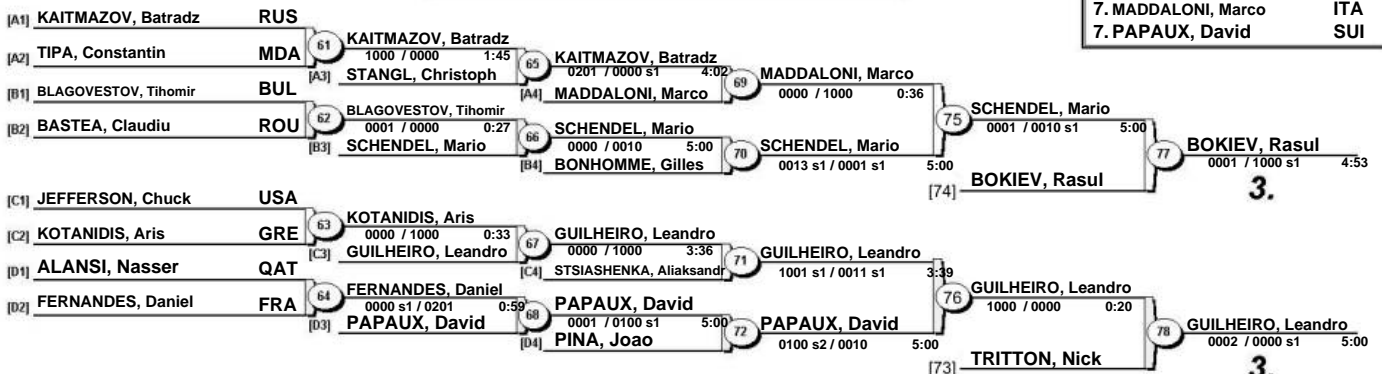 7. MADDALONI, Marco ITA
7. PAPAUX, David SUI
[A1] KAITMAZOV, Batradz RUS
[A2] TIPA, Constantin MDA
61 KAITMAZOV, Batradz
1000 / 0000 1:45
[A3] STANGL, Christoph
65 KAITMAZOV, Batradz
0201 / 0000 s1 4:02
[A4] MADDALONI, Marco
69 MADDALONI, Marco
0000 / 1000 0:36
[B1] BLAGOVESTOV, Tihomir BUL
[B2] BASTEA, Claudiu ROU
62 BLAGOVESTOV, Tihomir
0001 / 0000 0:27
[B3] SCHENDEL, Mario
66 SCHENDEL, Mario
0000 / 0010 5:00
[B4] BONHOMME, Gilles
70 SCHENDEL, Mario
0013 s1 / 0001 s1 5:00
75 SCHENDEL, Mario
0001 / 0010 s1 5:00
[74] BOKIEV, Rasul
77 BOKIEV, Rasul
0001 / 1000 s1 4:53
3.
[C1] JEFFERSON, Chuck USA
[C2] KOTANIDIS, Aris GRE
63 KOTANIDIS, Aris
0000 / 1000 0:33
[C3] GUILHEIRO, Leandro
67 GUILHEIRO, Leandro
0000 / 1000 3:36
[C4] STSIASHENKA, Aliaksandr
71 GUILHEIRO, Leandro
1001 s1 / 0011 s1 3:39
[D1] ALANSI, Nasser QAT
[D2] FERNANDES, Daniel FRA
64 FERNANDES, Daniel
0000 s1 / 0201 0:59
[D3] PAPAUX, David
68 PAPAUX, David
0001 / 0100 s1 5:00
[D4] PINA, Joao
72 PAPAUX, David
0100 s2 / 0010 5:00
76 GUILHEIRO, Leandro
1000 / 0000 0:20
[73] TRITTON, Nick
78 GUILHEIRO, Leandro
0002 / 0000 s1 5:00
3.